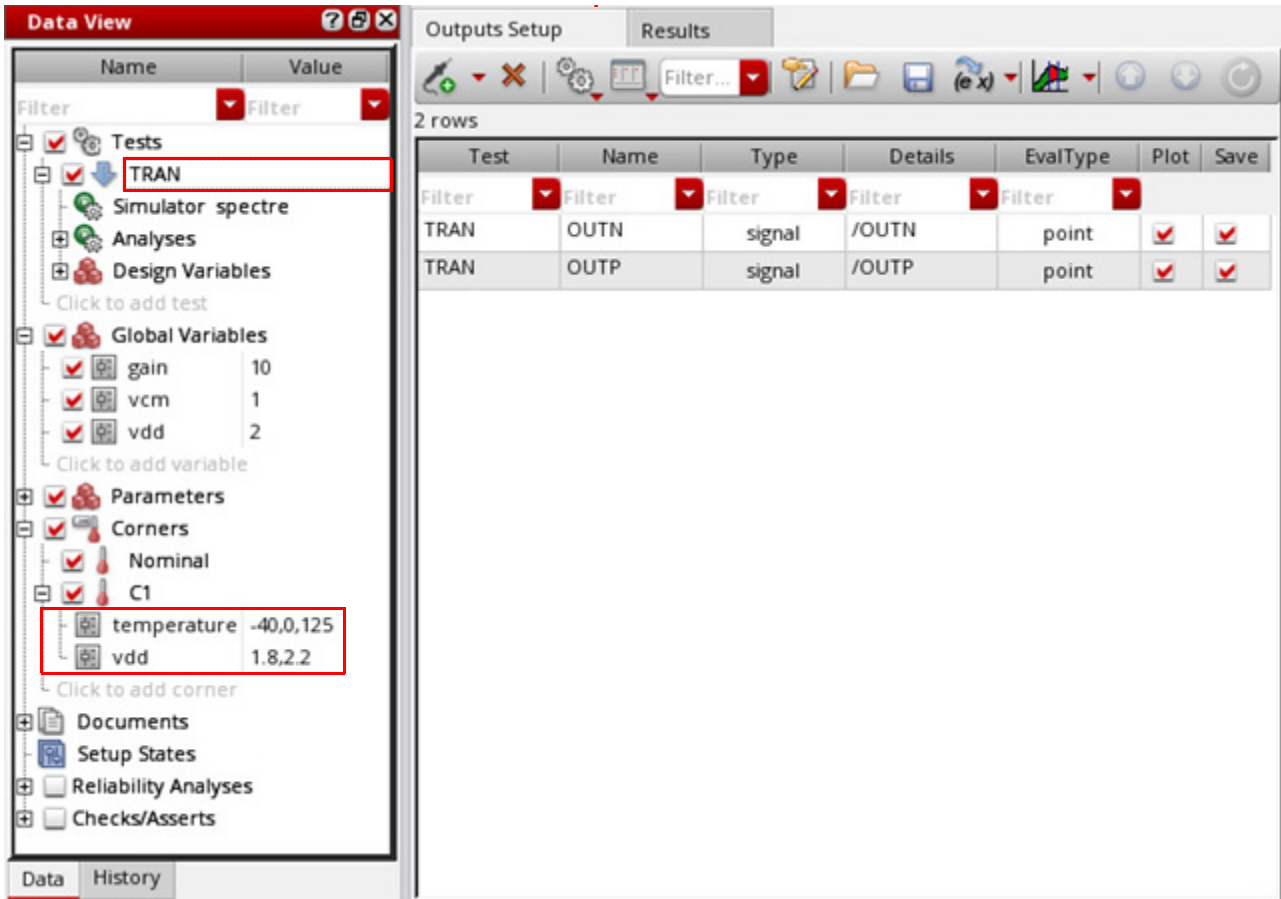 Data View
Name Value
Filter Filter
Tests
TRAN
Simulator spectre
Analyses
Design Variables
Click to add test
Global Variables
gain 10
vcm 1
vdd 2
Click to add variable
Parameters
Corners
Nominal
C1
temperature -40,0,125
vdd 1.8,2.2
Click to add corner
Documents
Setup States
Reliability Analyses
Checks/Asserts
Data History
Outputs Setup Results
Filter... (e x)
2 rows
Test Name Type Details EvalType Plot Save
Filter Filter Filter Filter Filter
TRAN OUTN signal /OUTN point
TRAN OUTP signal /OUTP point